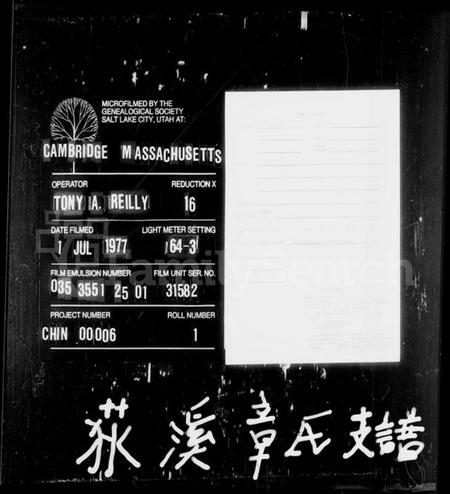 MICROFILMED BY THE
GENEALOGICAL SOCIETY
SALT LAKE CITY, UTAH AT:
CAMBRIDGE MASSACHUSETTS
OPERATOR REDUCTION X
TONY A. REILLY 16
DATE FILMED LIGHT METER SETTING
1 JUL 1977 64-3
FILM EMULSION NUMBER FILM UNIT SER. NO.
035 3551 25 01 31582
PROJECT NUMBER ROLL NUMBER
CHIN 00006 1
FamilySearch
荻溪章氏支譜